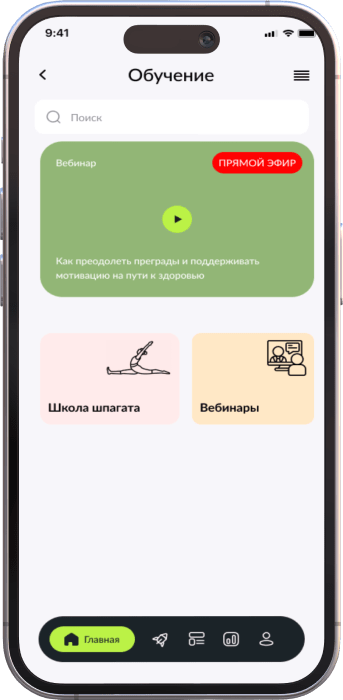 9:41
Обучение
Поиск
Вебинар
ПРЯМОЙ ЭФИР
Как преодолеть преграды и поддерживать
мотивацию на пути к здоровью
Школа шпагата
Вебинары
Главная